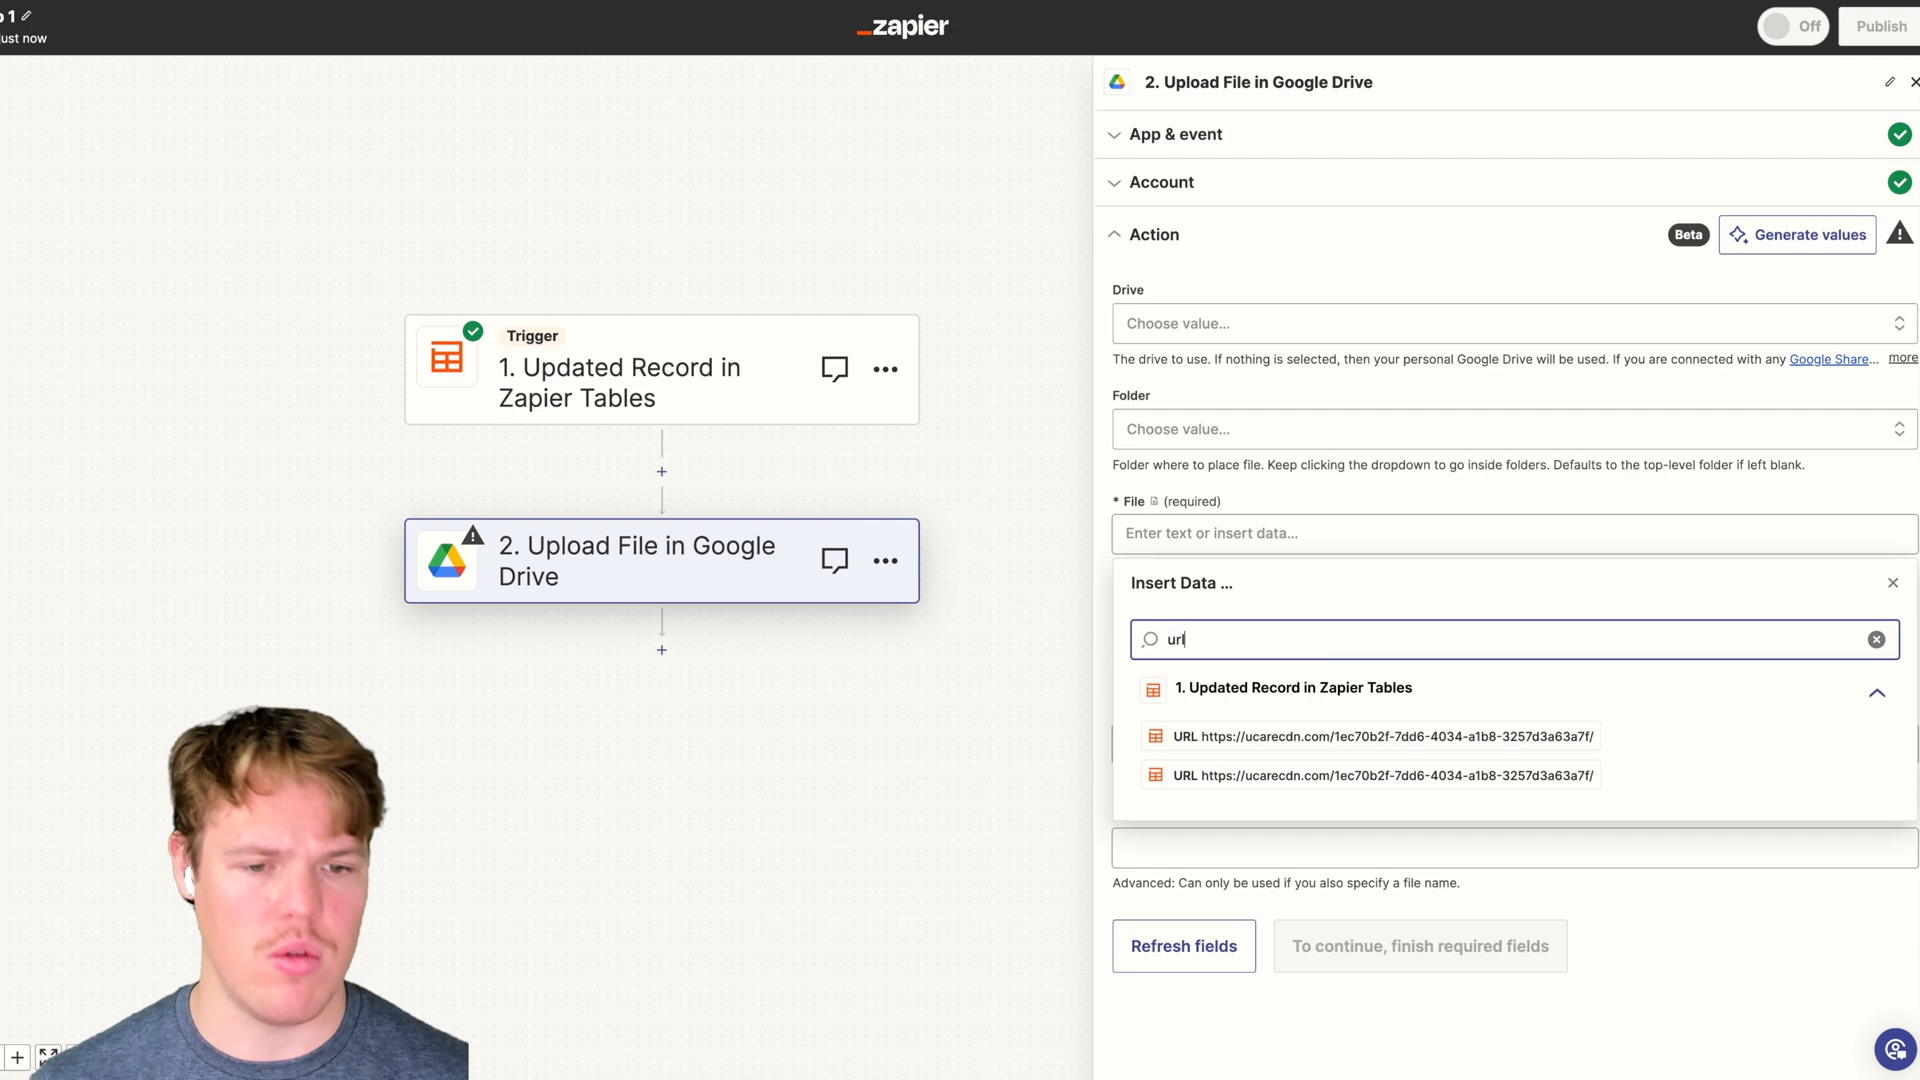 1
ust now
zapier
Off
Publish
2. Upload File in Google Drive
App & event
Account
Action
Beta
Generate values
Drive
Choose value...
The drive to use. If nothing is selected, then your personal Google Drive will be used. If you are connected with any Google Share... more
Folder
Choose value...
Folder where to place file. Keep clicking the dropdown to go inside folders. Defaults to the top-level folder if left blank.
* File (required)
Enter text or insert data...
Insert Data ...
url
1. Updated Record in Zapier Tables
URL https://ucarecdn.com/1ec70b2f-7dd6-4034-a1b8-3257d3a63a7f/
URL https://ucarecdn.com/1ec70b2f-7dd6-4034-a1b8-3257d3a63a7f/
Advanced: Can only be used if you also specify a file name.
Refresh fields
To continue, finish required fields
Trigger
1. Updated Record in
Zapier Tables
2. Upload File in Google
Drive